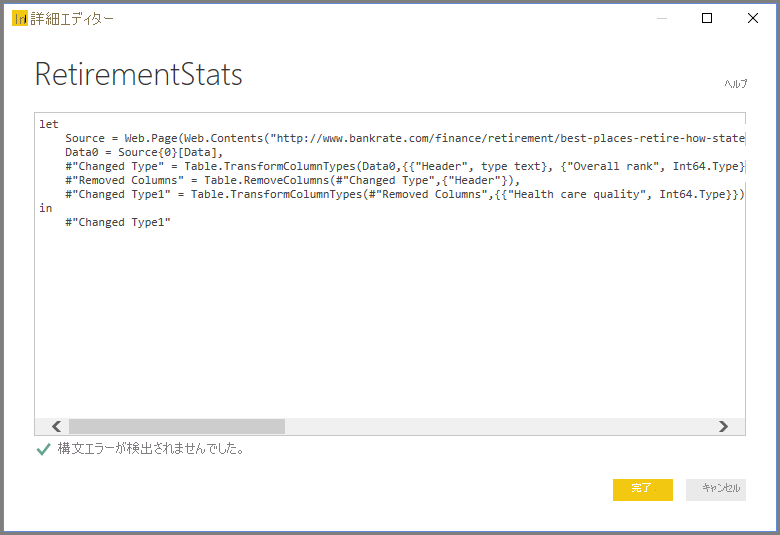 詳細エディター
RetirementStats
ヘルプ
let
    Source = Web.Page(Web.Contents("http://www.bankrate.com/finance/retirement/best-places-retire-how-state
    Data0 = Source{0}[Data],
    #"Changed Type" = Table.TransformColumnTypes(Data0,{{"Header", type text}, {"Overall rank", Int64.Type}
    #"Removed Columns" = Table.RemoveColumns(#"Changed Type",{"Header"}),
    #"Changed Type1" = Table.TransformColumnTypes(#"Removed Columns",{{"Health care quality", Int64.Type}})
in
    #"Changed Type1"
構文エラーが検出されませんでした。
完了
キャンセル